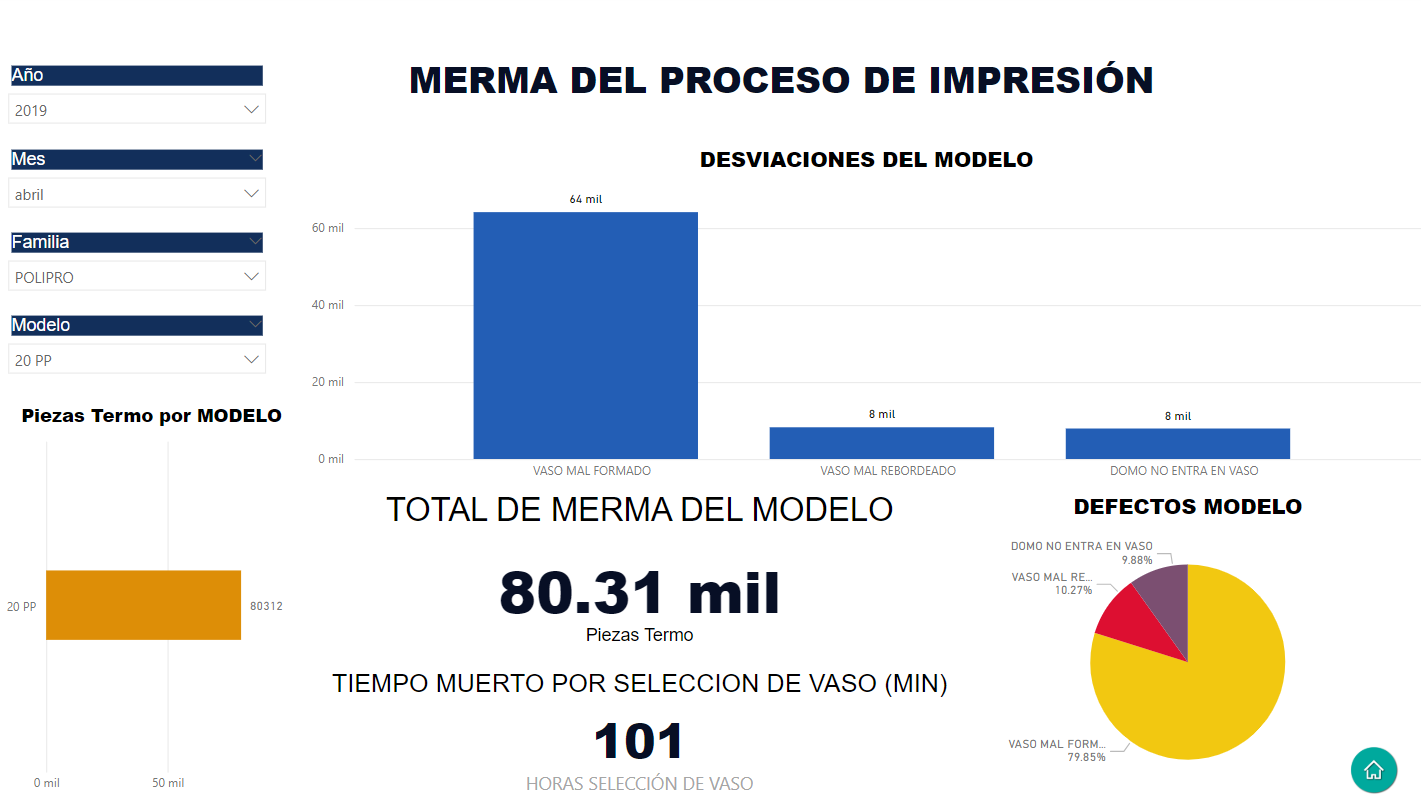 MERMA DEL PROCESO DE IMPRESIÓN
Año
2019
Mes
abril
Familia
POLIPRO
Modelo
20 PP
DESVIACIONES DEL MODELO
64 mil
8 mil
8 mil
60 mil
40 mil
20 mil
0 mil
VASO MAL FORMADO
VASO MAL REBORDEADO
DOMO NO ENTRA EN VASO
Piezas Termo por MODELO
20 PP
80312
0 mil
50 mil
TOTAL DE MERMA DEL MODELO
80.31 mil
Piezas Termo
TIEMPO MUERTO POR SELECCION DE VASO (MIN)
101
HORAS SELECCIÓN DE VASO
DEFECTOS MODELO
DOMO NO ENTRA EN VASO
9.88%
VASO MAL RE...
10.27%
VASO MAL FORM...
79.85%